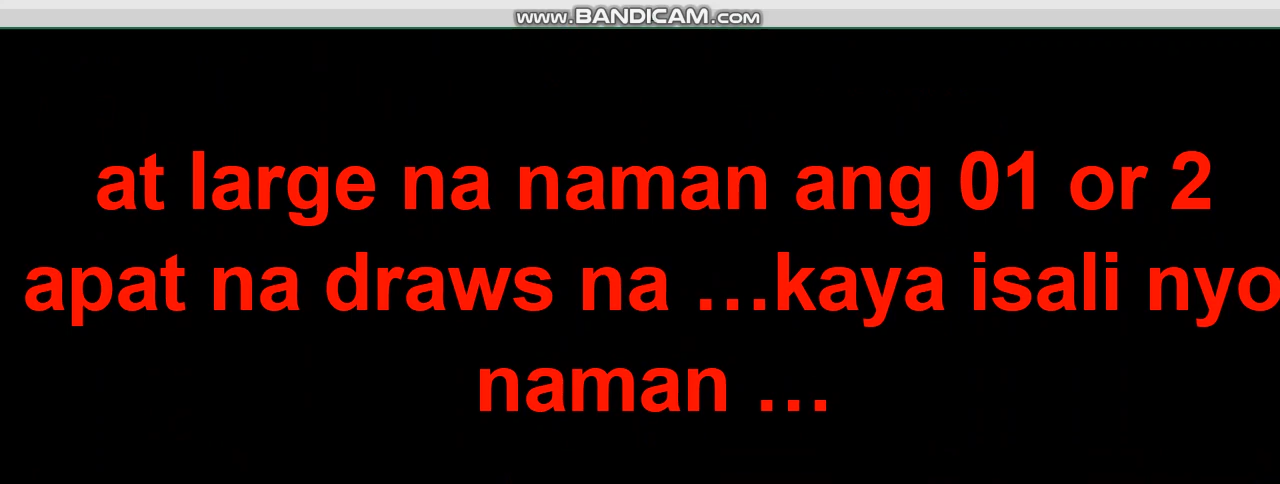 www.BANDICAM.com
at large na naman ang 01 or 2
apat na draws na ...kaya isali nyo
naman ...